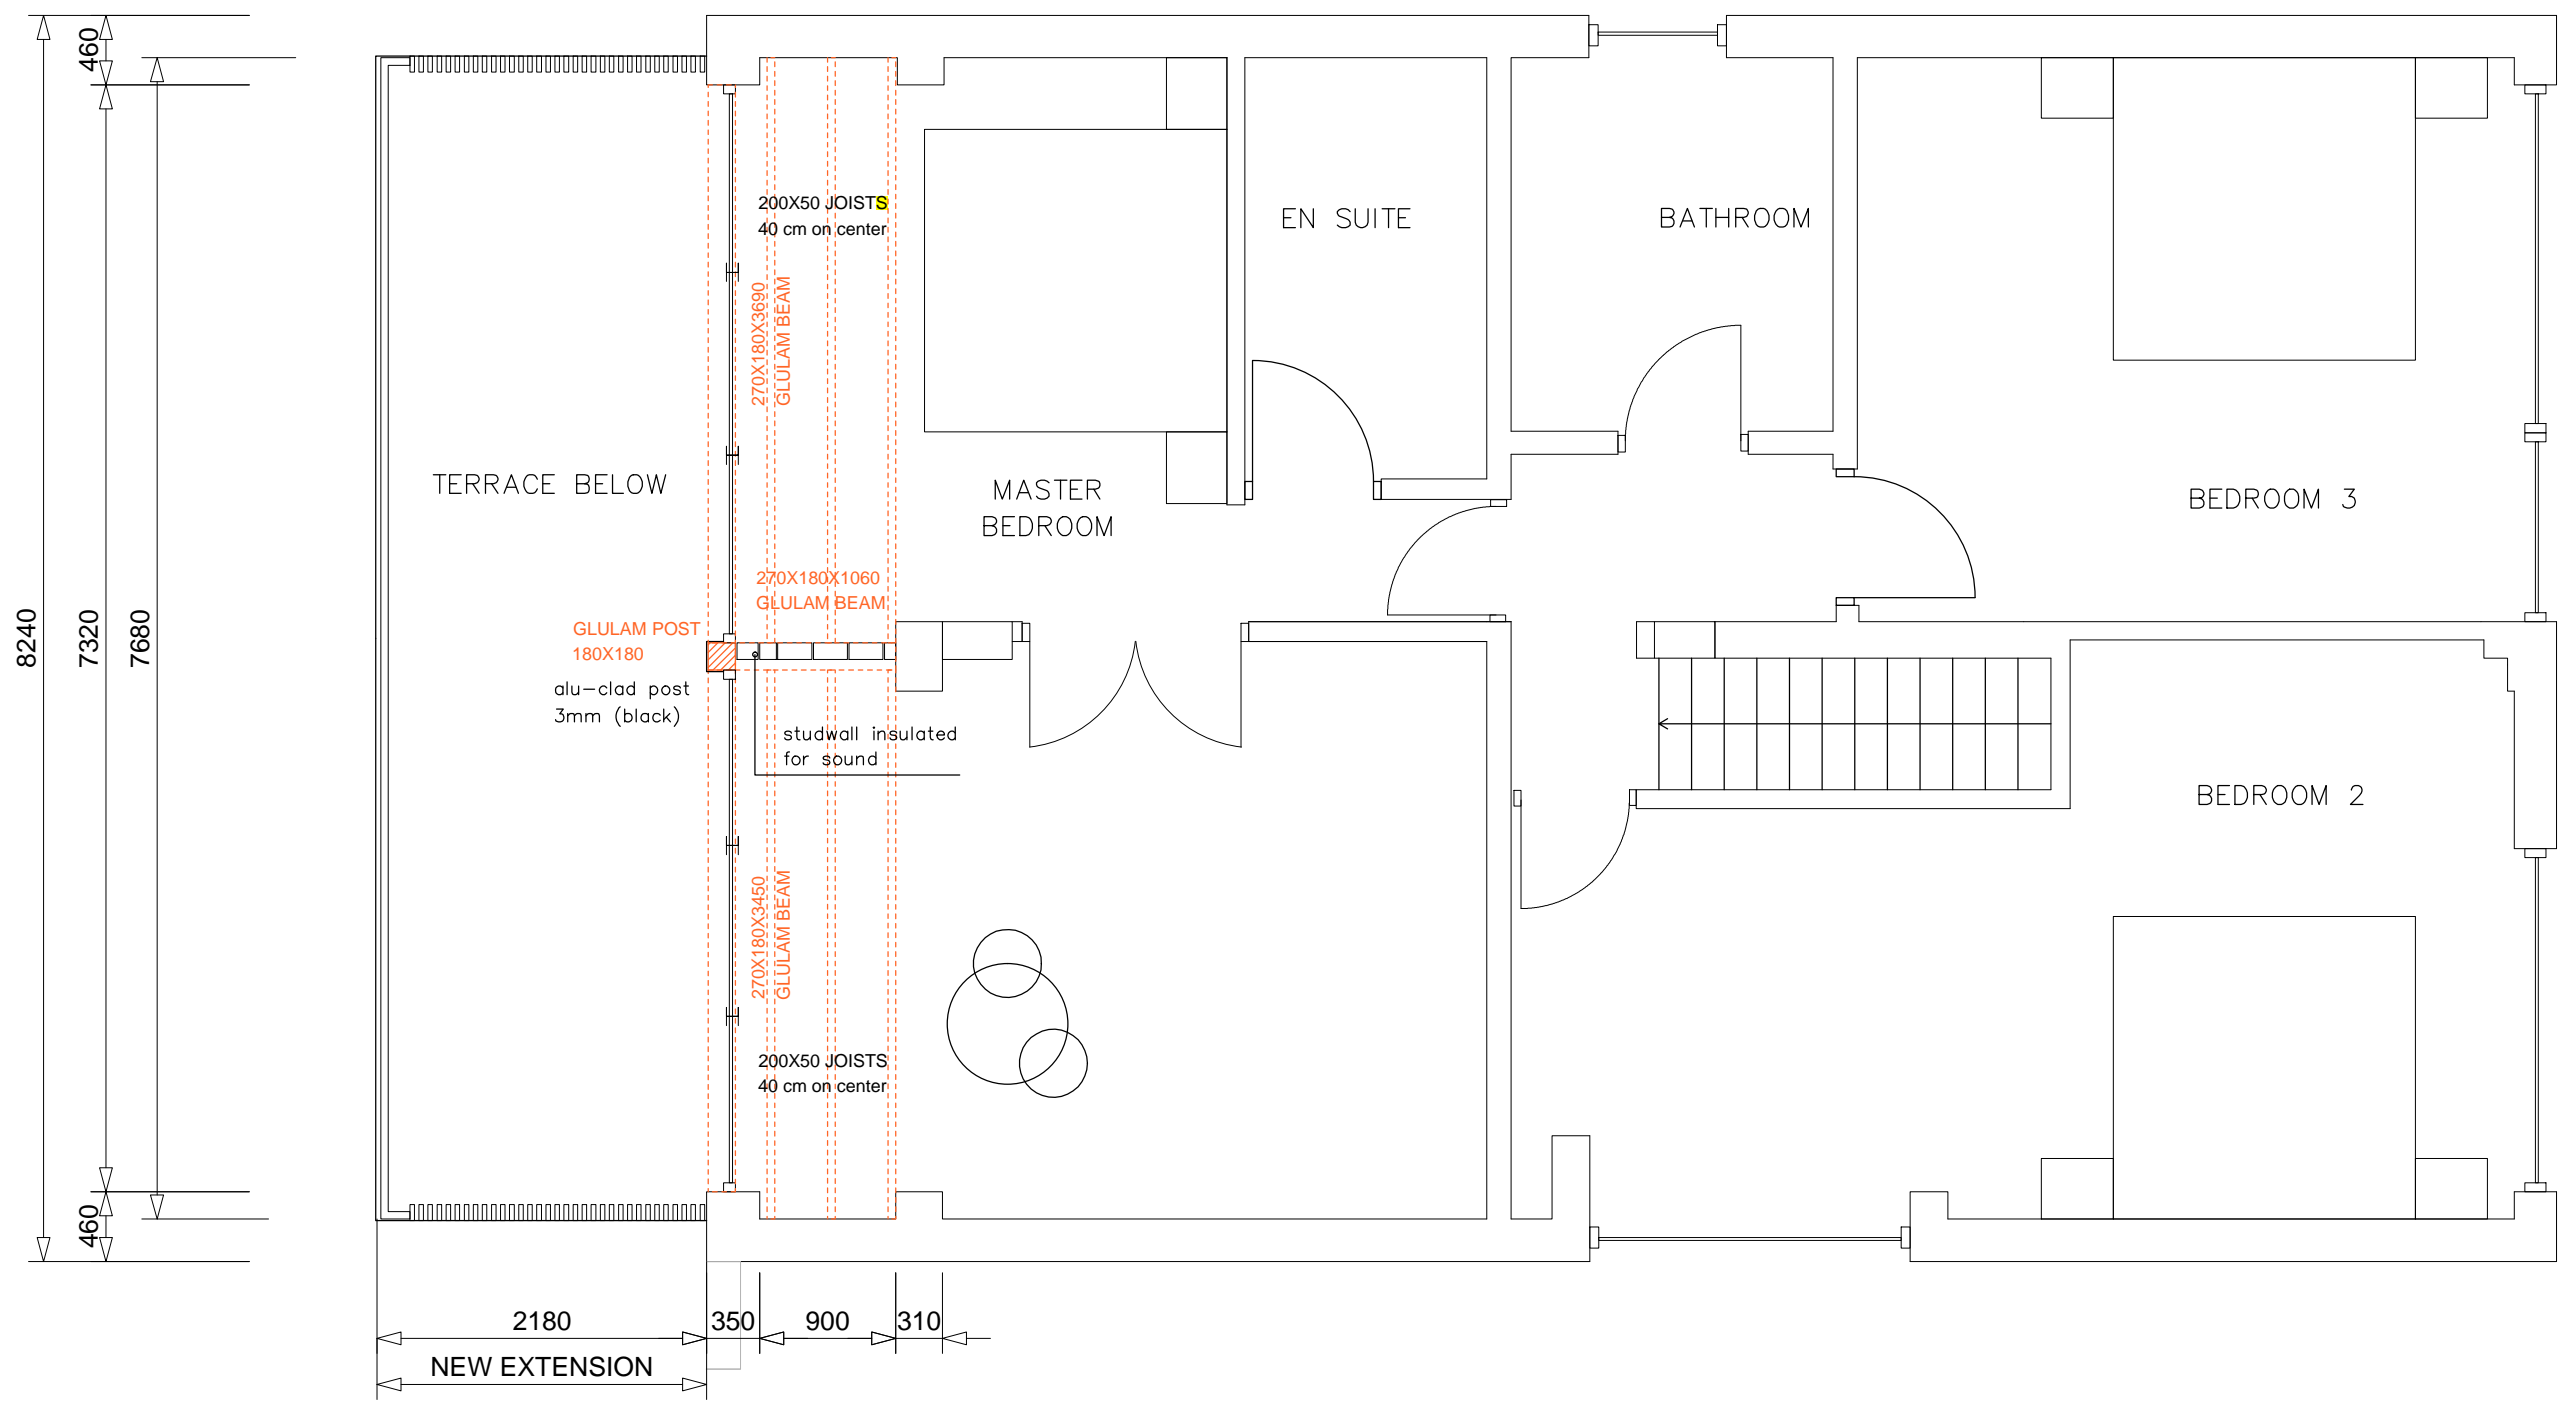 460
200X50 JOISTS
40 cm on center
EN SUITE
BATHROOM
270X180X3690
GLULAM BEAM
TERRACE BELOW
MASTER
BEDROOM
BEDROOM 3
270X180X1060
GLULAM BEAM
GLULAM POST
180X180
8240
7320
7680
alu-clad post
3mm (black)
studwall insulated
for sound
BEDROOM 2
270X180X3450
GLULAM BEAM
200X50 JOISTS
40 cm on center
460
2180
350
900
310
NEW EXTENSION